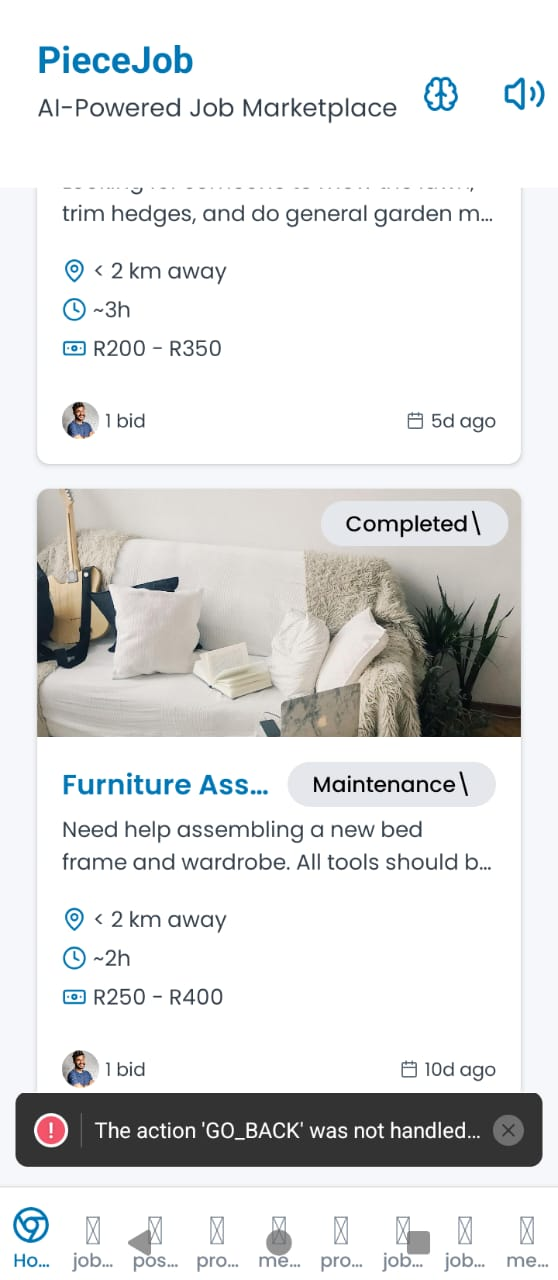 PieceJob
AI-Powered Job Marketplace
trim hedges, and do general garden m...
< 2 km away
~3h
R200 - R350
1 bid
5d ago
Completed\
Furniture Ass...
Maintenance\
Need help assembling a new bed
frame and wardrobe. All tools should b...
< 2 km away
~2h
R250 - R400
1 bid
10d ago
The action 'GO_BACK' was not handled...
Ho...
job...
pos...
pro...
me...
pro...
job...
job...
me...